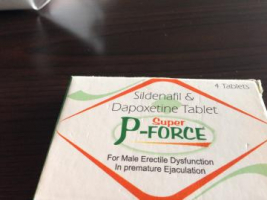 4 Tablets
Sildenafil &
Dapoxetine Tablet
Super
P-FORCE
For Male Erectile Dysfunction
In premature Ejaculation